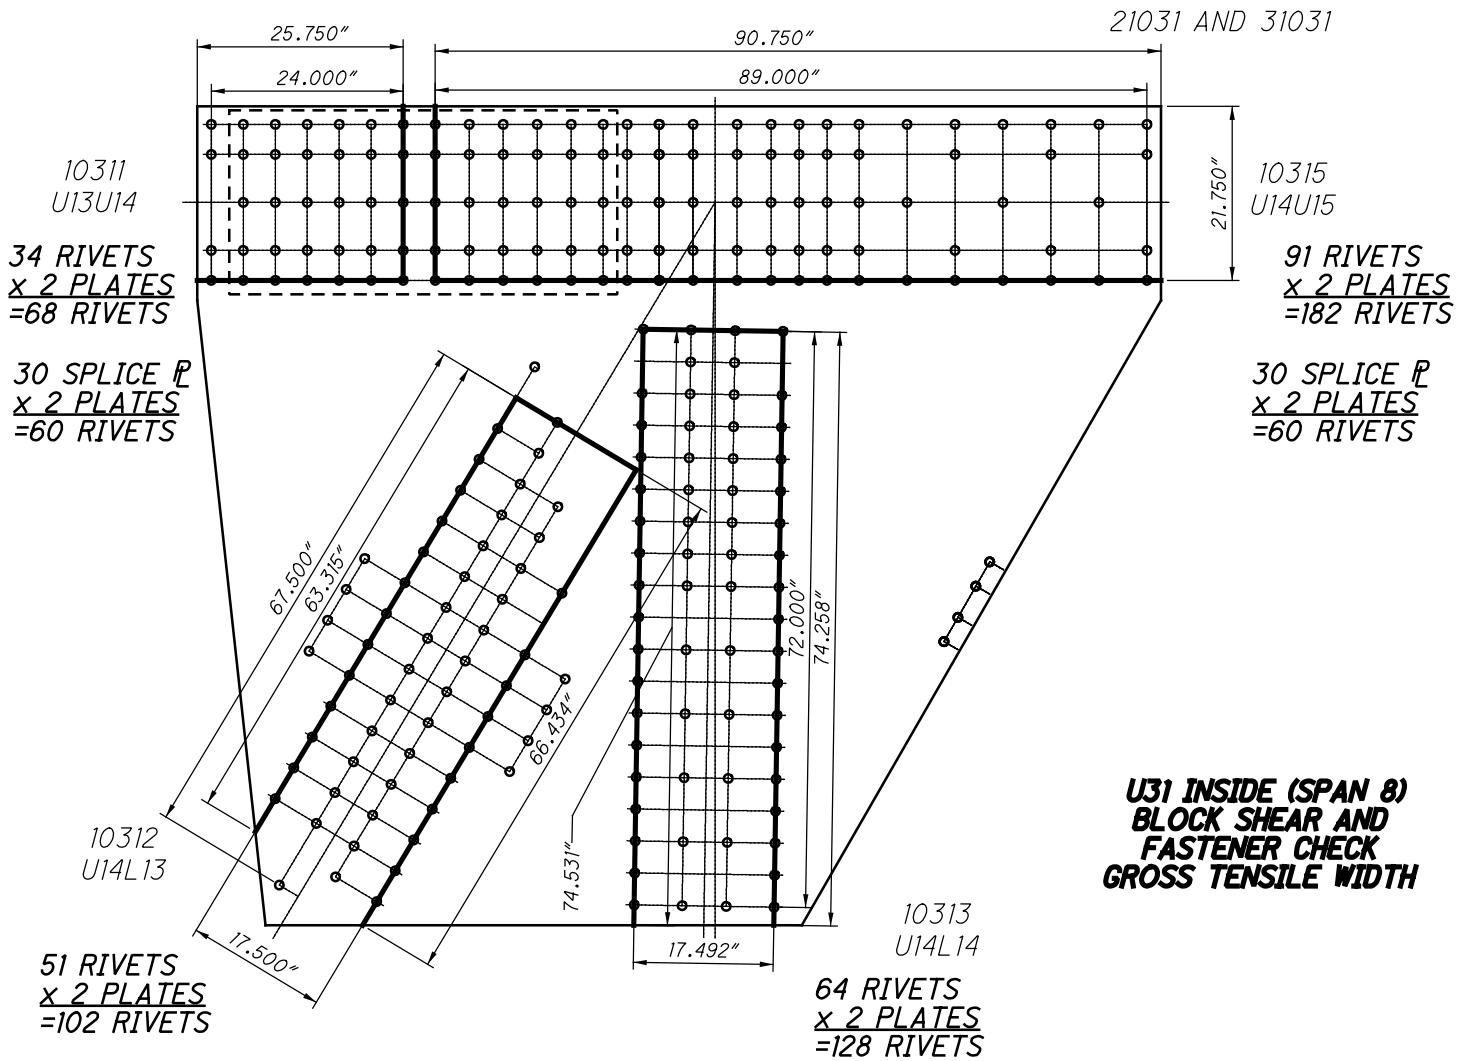 21031 AND 31031
25.750"
90.750"
24.000"
89.000"
10311
U13U14
21.750"
10315
U14U15
34 RIVETS
x 2 PLATES
=68 RIVETS
91 RIVETS
x 2 PLATES
=182 RIVETS
30 SPLICE PL
x 2 PLATES
=60 RIVETS
30 SPLICE PL
x 2 PLATES
=60 RIVETS
67.500"
63.315"
72.000"
74.258"
66.434"
74.531"
10312
U14L13
U31 INSIDE (SPAN 8)
BLOCK SHEAR AND
FASTENER CHECK
GROSS TENSILE WIDTH
17.500"
17.492"
10313
U14L14
51 RIVETS
x 2 PLATES
=102 RIVETS
64 RIVETS
x 2 PLATES
=128 RIVETS